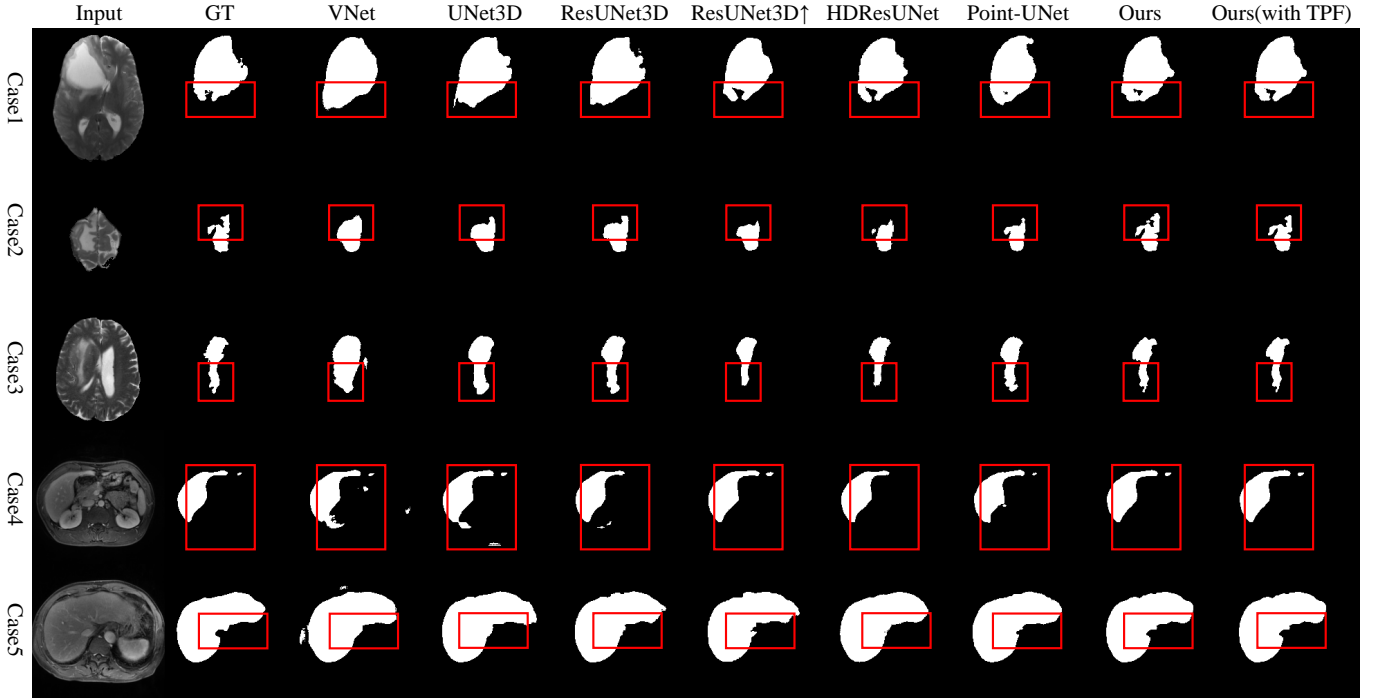 Input GT VNet UNet3D ResUNet3D ResUNet3D↑ HDResUNet Point-UNet Ours Ours(with TPF)
Case1
Case2
Case3
Case4
Case5